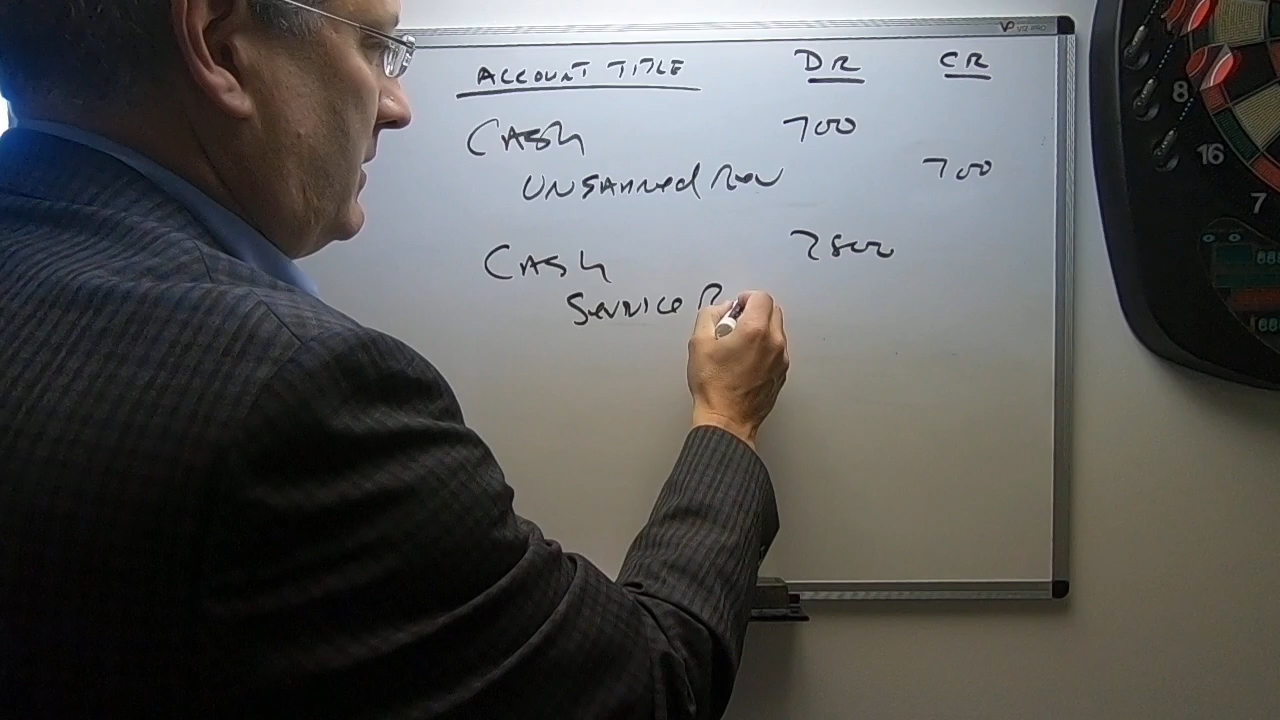 ACCOUNT TITLE DR CR
Cash 700
Unearned Rev 700
Cash 2800
Service R
8
16
7